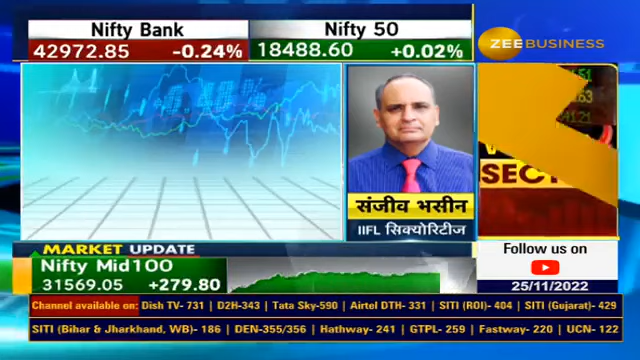 Nifty Bank
42972.85 -0.24%
Nifty 50
18488.60 +0.02%
ZEEBUSINESS
संजीव भसीन
IIFL सिक्योरिटीज
MARKET UPDATE
Nifty Mid100
31569.05 +279.80
Follow us on
25/11/2022
Channel available on: Dish TV- 731 | D2H-343 | Tata Sky-590 | Airtel DTH- 331 | SITI (ROI)- 404 | SITI (Gujarat)- 429
SITI (Bihar & Jharkhand, WB)- 186 | DEN-355/356 | Hathway- 241 | GTPL- 259 | Fastway- 220 | UCN- 122